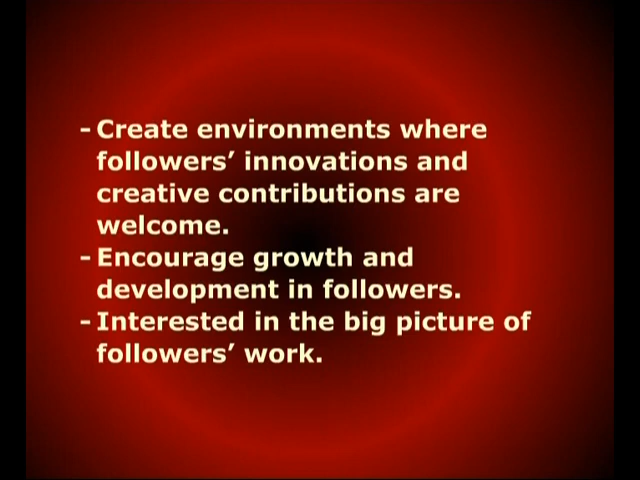 - Create environments where
followers’ innovations and
creative contributions are
welcome.
- Encourage growth and
development in followers.
- Interested in the big picture of
followers’ work.